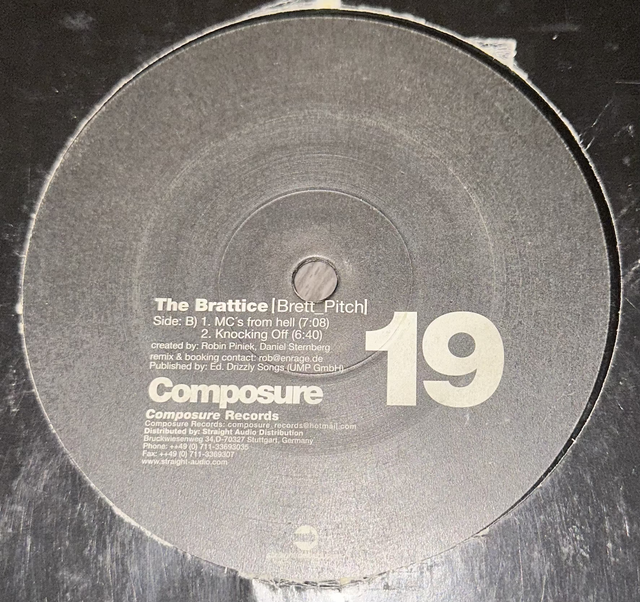 The Brattice [Brett_Pitch]
Side: B) 1. MC's from hell (7:08)
2. Knocking Off (6:40)
created by: Robin Piniek, Daniel Sternberg
remix & booking contact: rob@enrage.de
Published by: Ed. Drizzly Songs (UMP GmbH)
19
Composure
Composure Records
Composure Records: composure_records@hotmail.com
Distributed by: Straight Audio Distribution
Bruckwiesenweg 34,D-70327 Stuttgart, Germany
Phone: ++49 (0) 711-33693035
Fax: ++49 (0) 711-3369307
www.straight-audio.com